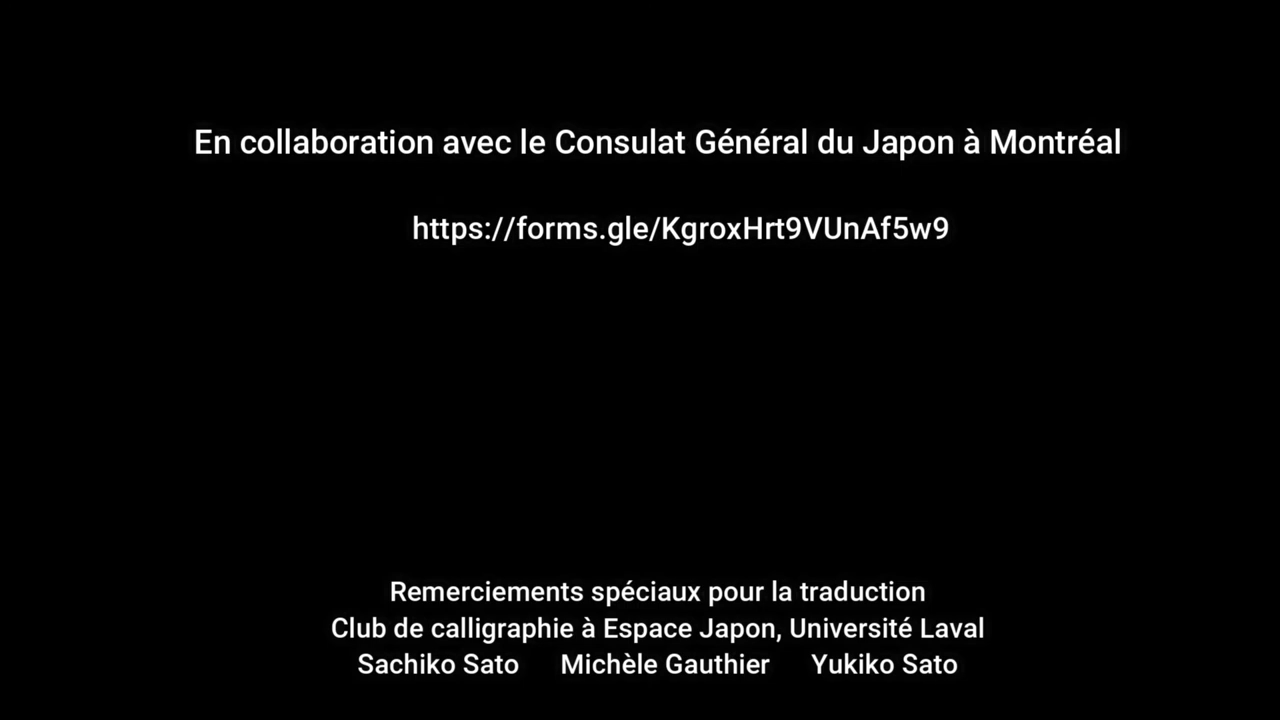 En collaboration avec le Consulat Général du Japon à Montréal
https://forms.gle/KgroxHrt9VUnAf5w9
Remerciements spéciaux pour la traduction
Club de calligraphie à Espace Japon, Université Laval
Sachiko Sato Michèle Gauthier Yukiko Sato